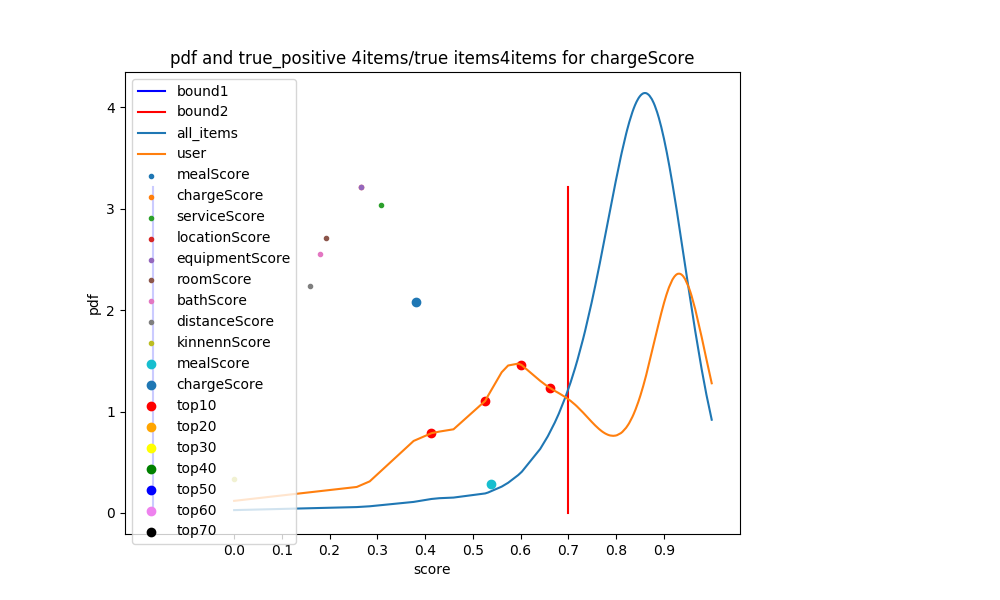 pdf and true_positive 4items/true items4items for chargeScore
bound1
bound2
all_items
user
mealScore
chargeScore
serviceScore
locationScore
equipmentScore
roomScore
bathScore
distanceScore
kinnennScore
mealScore
chargeScore
top10
top20
top30
top40
top50
top60
top70
pdf
4
3
2
1
0
0.0 0.1 0.2 0.3 0.4 0.5 0.6 0.7 0.8 0.9
score